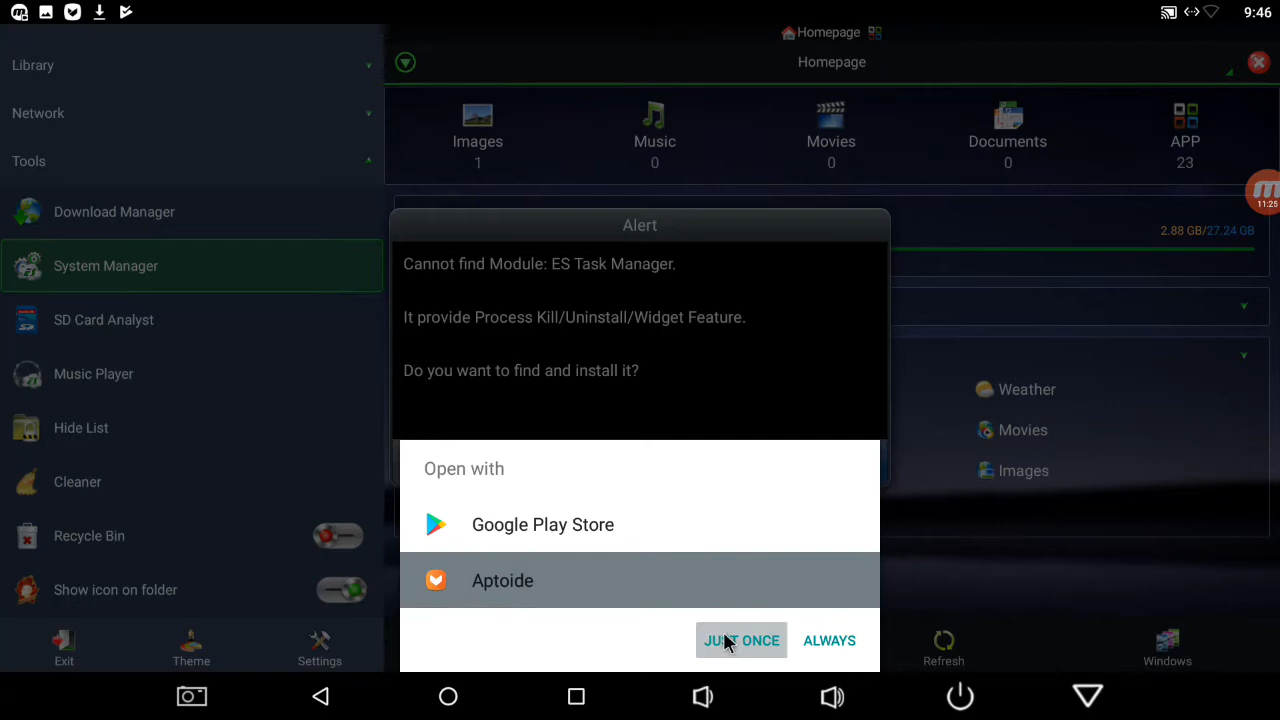 9:46
Library
Network
Tools
Download Manager
System Manager
SD Card Analyst
Music Player
Hide List
Cleaner
Recycle Bin
Show icon on folder
Exit
Theme
Settings
Homepage
Homepage
Images
1
Music
0
Movies
0
Documents
0
APP
23
11:25
2.88 GB/27.24 GB
Alert
Cannot find Module: ES Task Manager.
It provide Process Kill/Uninstall/Widget Feature.
Do you want to find and install it?
Weather
Movies
Images
Open with
Google Play Store
Aptoide
JUST ONCE
ALWAYS
Refresh
Windows